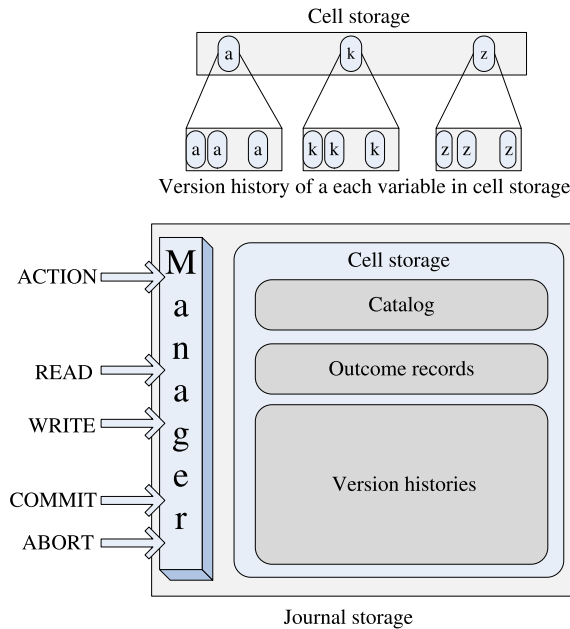 Cell storage
a k z
a a a k k k z z z
Version history of a each variable in cell storage
Manager
Cell storage
ACTION
Catalog
READ
Outcome records
WRITE
Version histories
COMMIT
ABORT
Journal storage